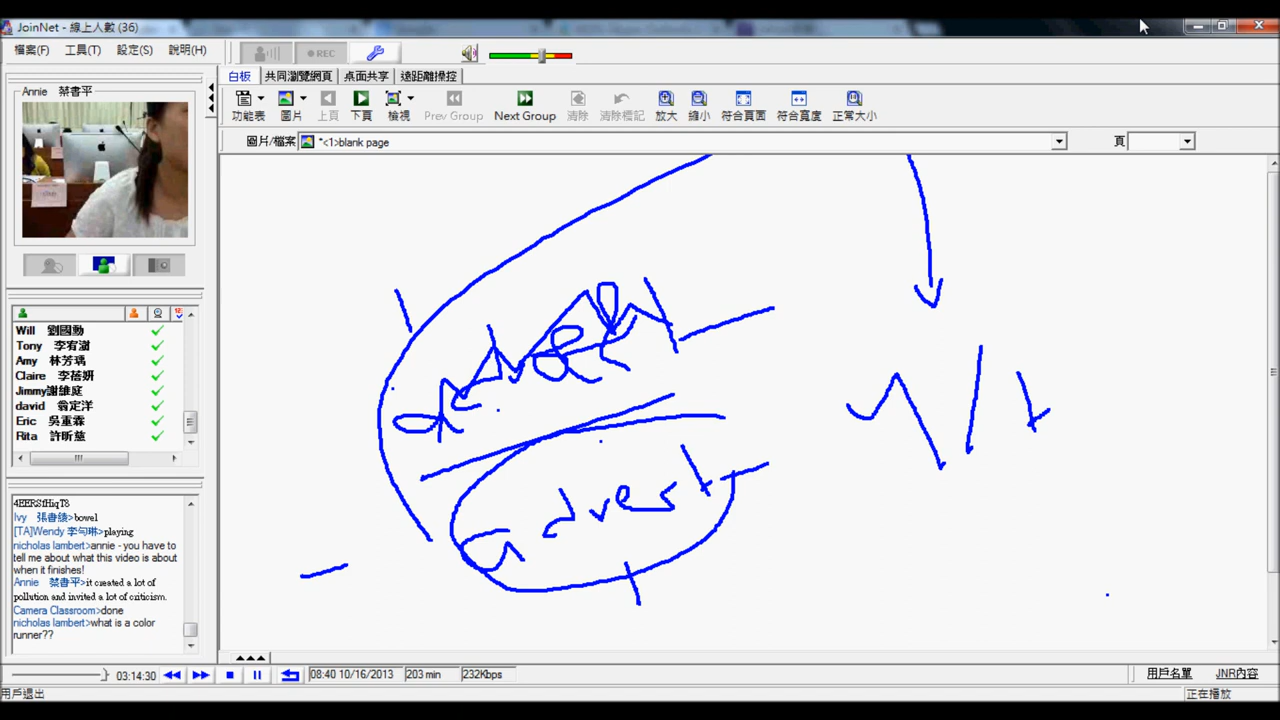 JoinNet - 線上人數 (36)
檔案(F) 工具(T) 設定(S) 說明(H)
REC
白板 共同瀏覽網頁 桌面共享 遠距離操控
功能表 圖片 上頁 下頁 檢視 Prev Group Next Group 清除 清除標記 放大 縮小 符合頁面 符合寬度 正常大小
圖片/檔案 *<1>blank page 頁
Annie 蔡書平
Will 劉國勳
Tony 李宥澍
Amy 林芳瑀
Claire 李蓓妍
Jimmy謝維庭
david 翁定洋
Eric 吳重霖
Rita 許昕慈
4EERSfHiqT8
Ivy 張書綾>bowel
[TA]Wendy 李勻琳>playing
nicholas lambert>annie - you have to
tell me about what this video is about
when it finishes!
Annie 蔡書平>it created a lot of
pollution and invited a lot of criticism.
Camera Classroom>done
nicholas lambert>what is a color
runner??
advert
03:14:30 08:40 10/16/2013 203 min 232Kbps 用戶名單 JNR內容
用戶退出 正在播放